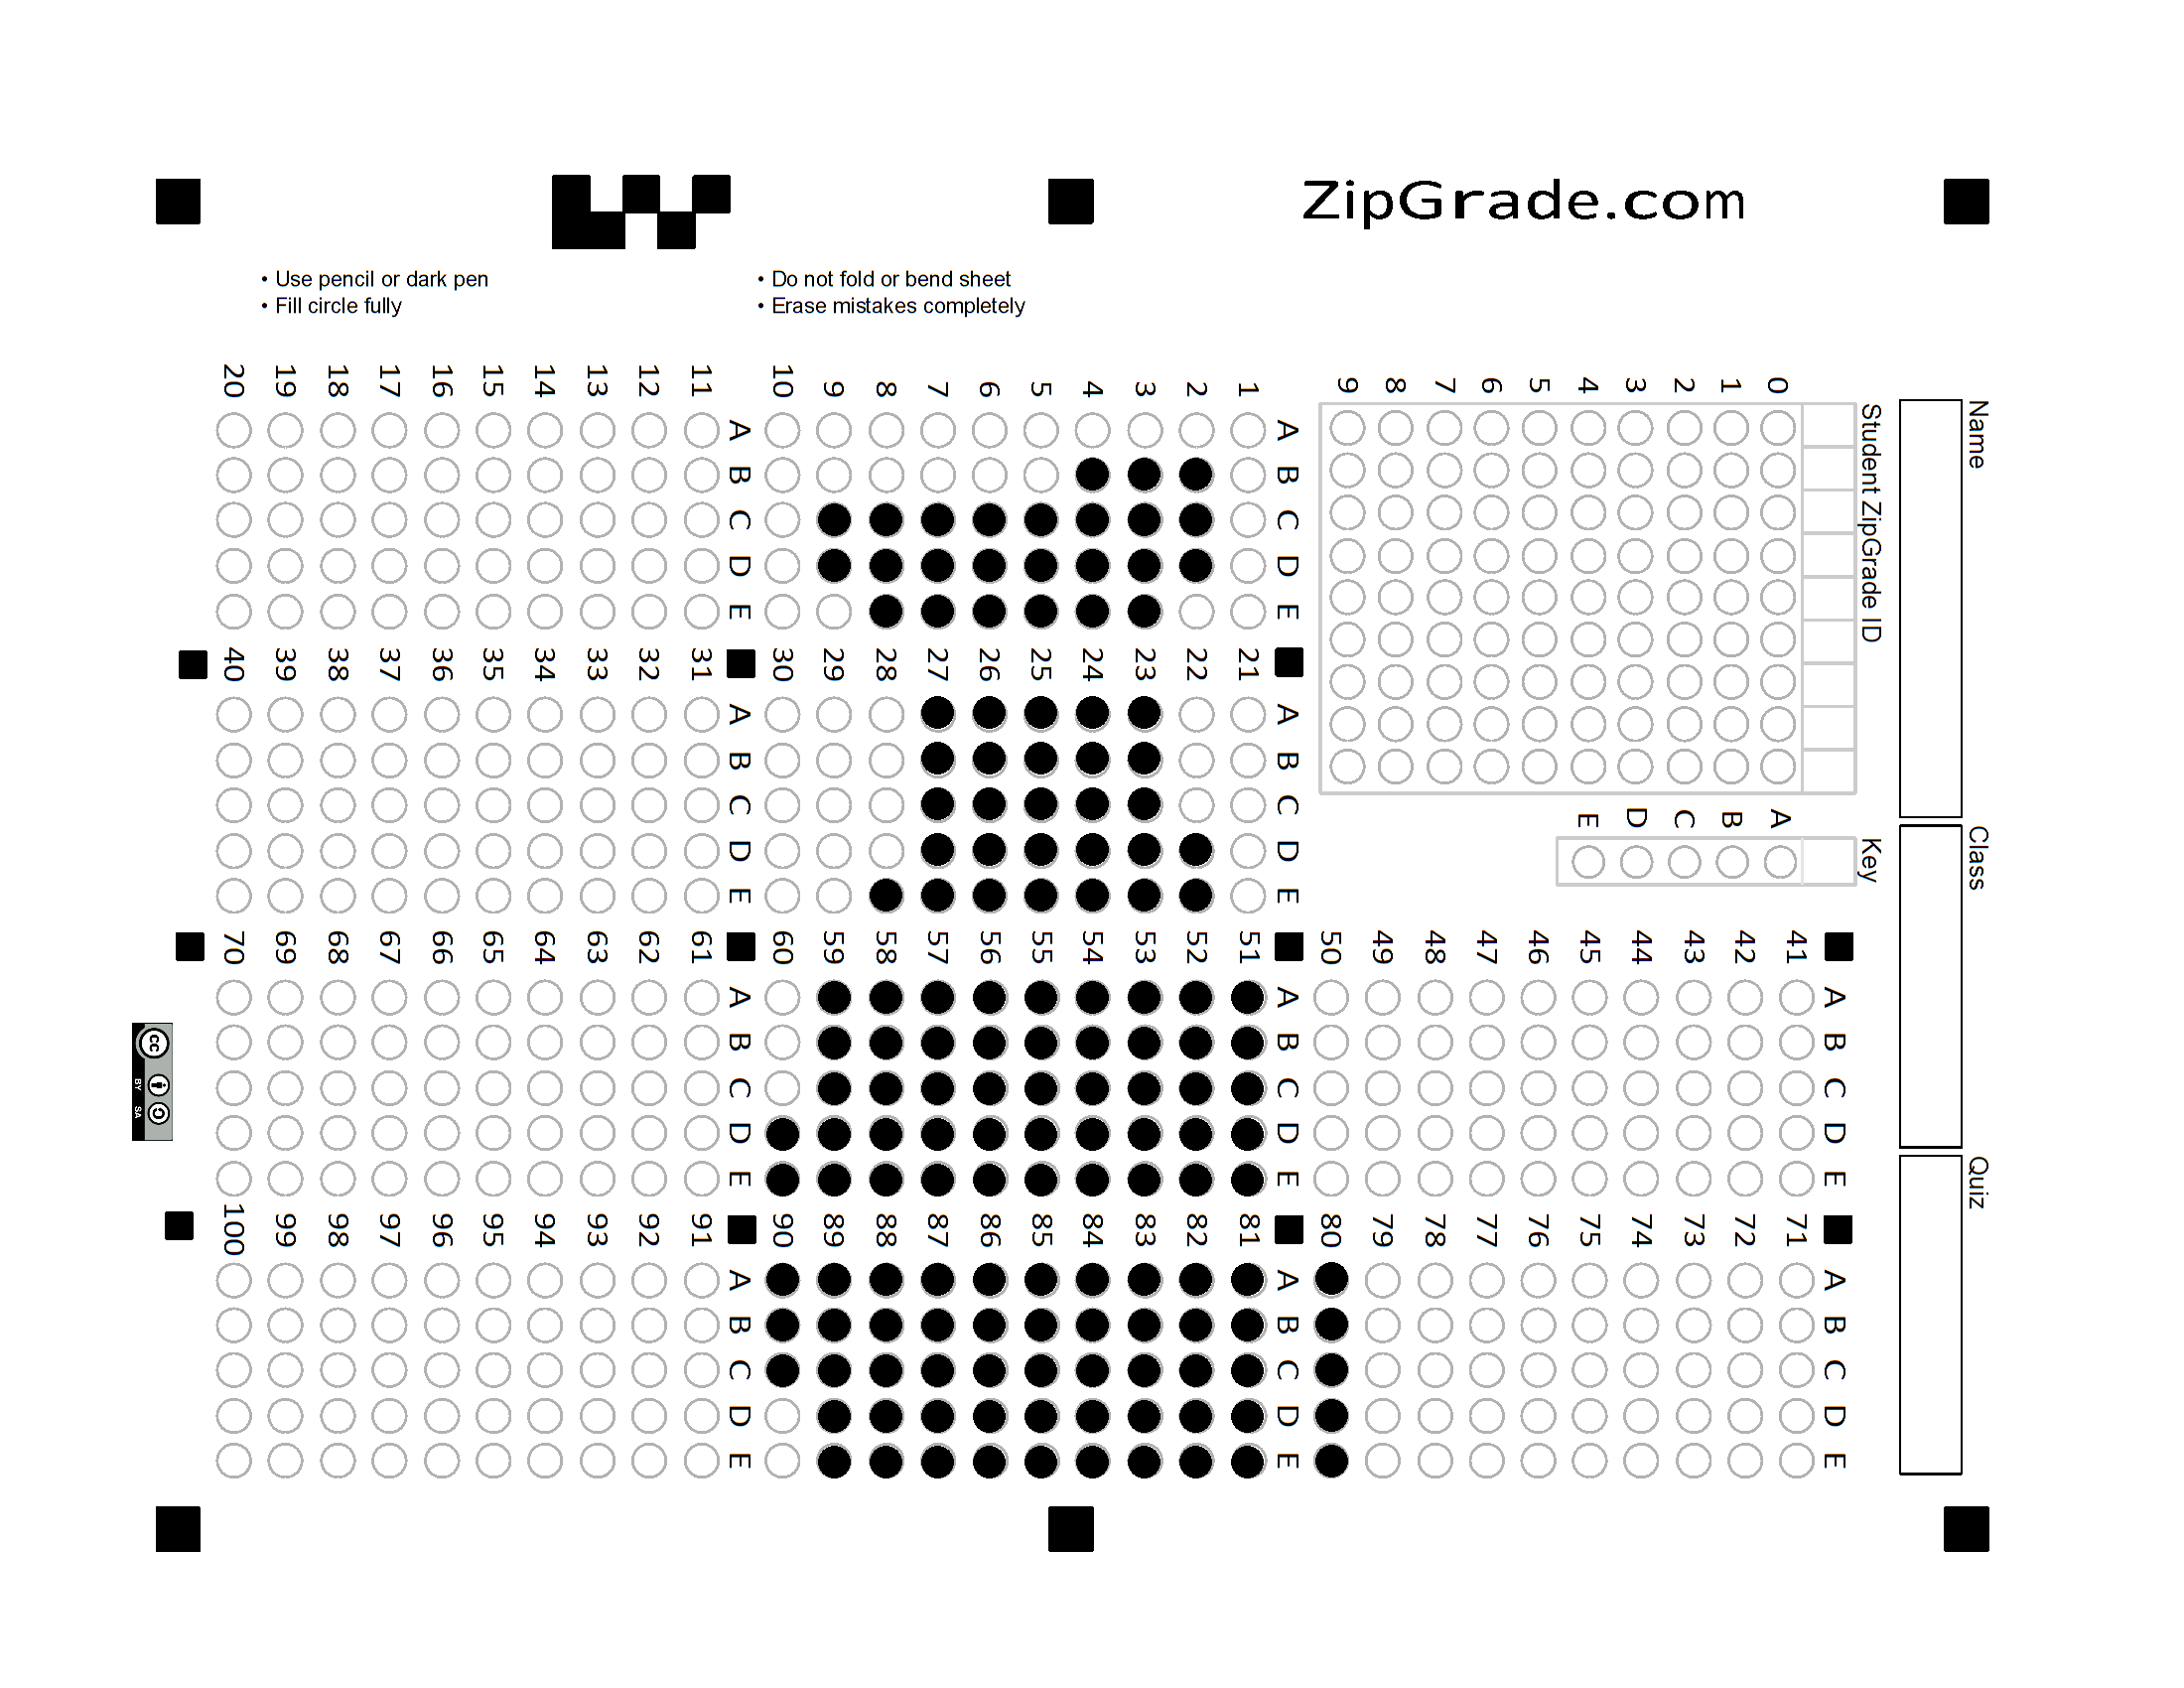 ZipGrade.com
• Use pencil or dark pen
• Fill circle fully
• Do not fold or bend sheet
• Erase mistakes completely
Name
Class
Quiz
Student ZipGrade ID
0 1 2 3 4 5 6 7 8 9
Key
A B C D E
A B C D E
1 2 3 4 5 6 7 8 9 10
A B C D E
11 12 13 14 15 16 17 18 19 20
A B C D E
21 22 23 24 25 26 27 28 29 30
A B C D E
31 32 33 34 35 36 37 38 39 40
A B C D E
41 42 43 44 45 46 47 48 49 50
A B C D E
51 52 53 54 55 56 57 58 59 60
A B C D E
61 62 63 64 65 66 67 68 69 70
A B C D E
71 72 73 74 75 76 77 78 79 80
A B C D E
81 82 83 84 85 86 87 88 89 90
A B C D E
91 92 93 94 95 96 97 98 99 100
cc
BY SA